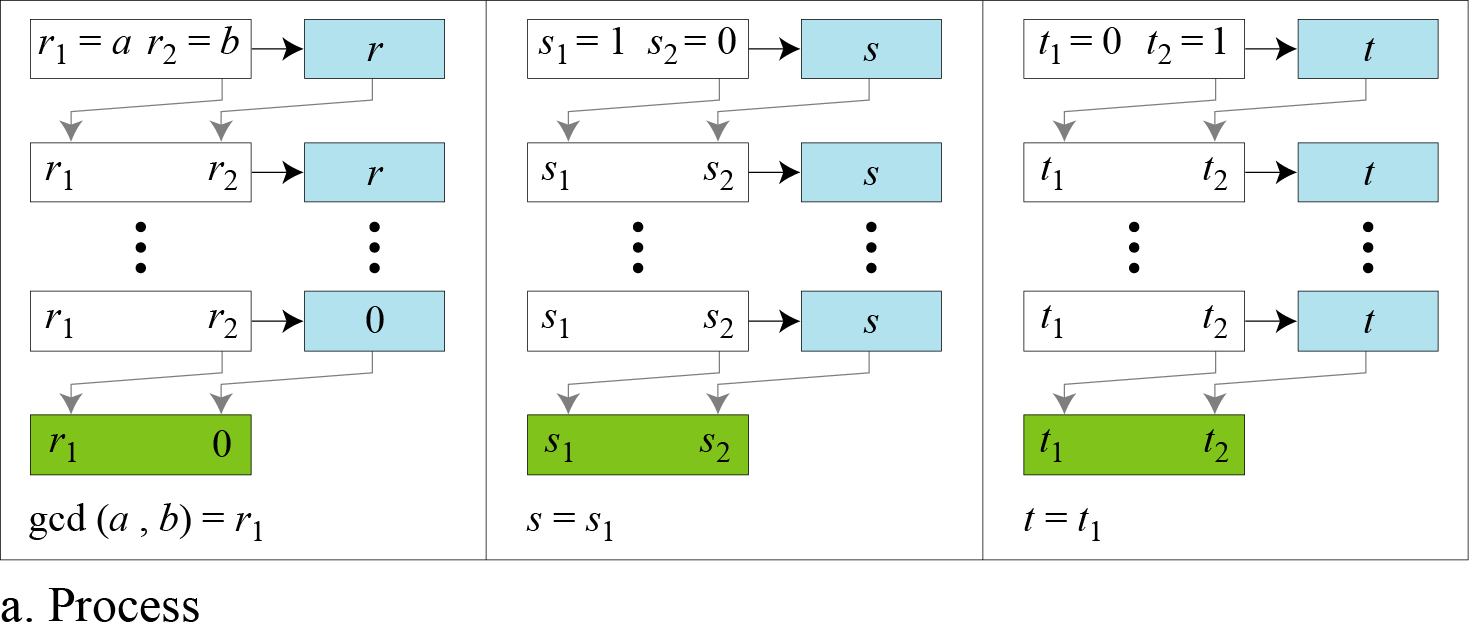 r₁ = a r₂ = b r s₁ = 1 s₂ = 0 s t₁ = 0 t₂ = 1 t
r₁ r₂ r s₁ s₂ s t₁ t₂ t
r₁ r₂ 0 s₁ s₂ s t₁ t₂ t
r₁ 0 s₁ s₂ t₁ t₂
gcd (a , b) = r₁ s = s₁ t = t₁
a. Process